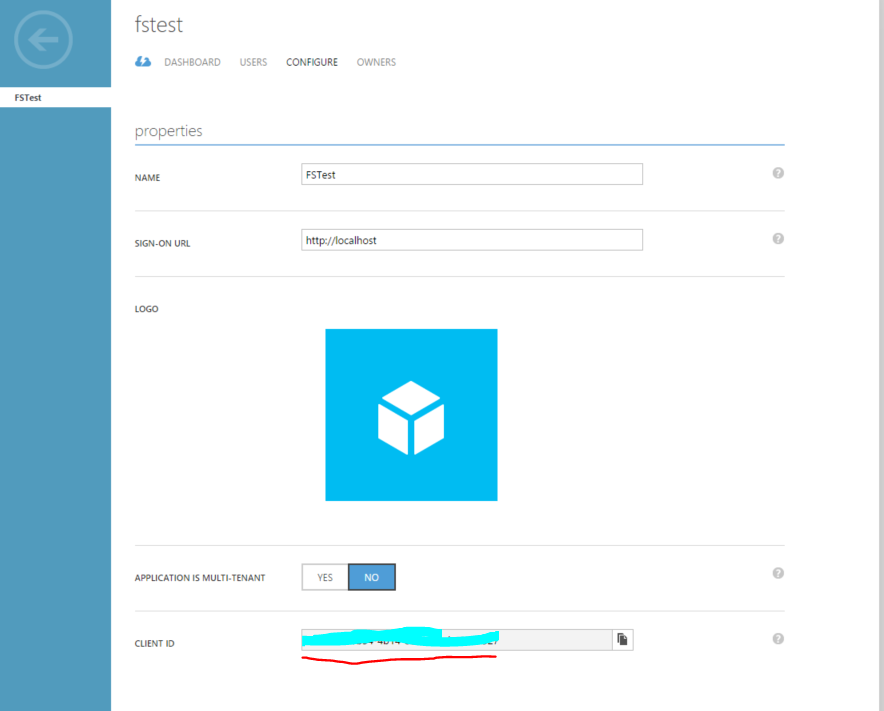 fstest
DASHBOARD USERS CONFIGURE OWNERS
FSTest
properties
NAME FSTest ?
SIGN-ON URL http://localhost ?
LOGO
APPLICATION IS MULTI-TENANT YES NO ?
CLIENT ID ?